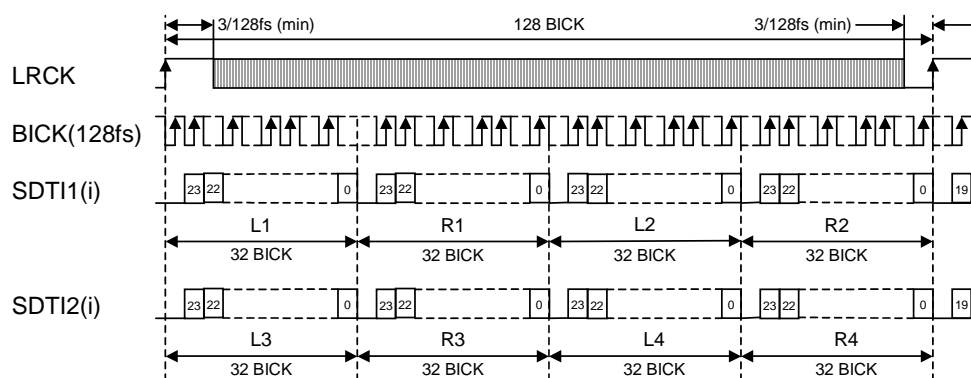 3/128fs (min) 128 BICK 3/128fs (min)
LRCK
BICK(128fs)
SDTI1(i) 23 22 0 23 22 0 23 22 0 23 22 0 19
L1 R1 L2 R2
32 BICK 32 BICK 32 BICK 32 BICK
SDTI2(i) 23 22 0 23 22 0 23 22 0 23 22 0 19
L3 R3 L4 R4
32 BICK 32 BICK 32 BICK 32 BICK